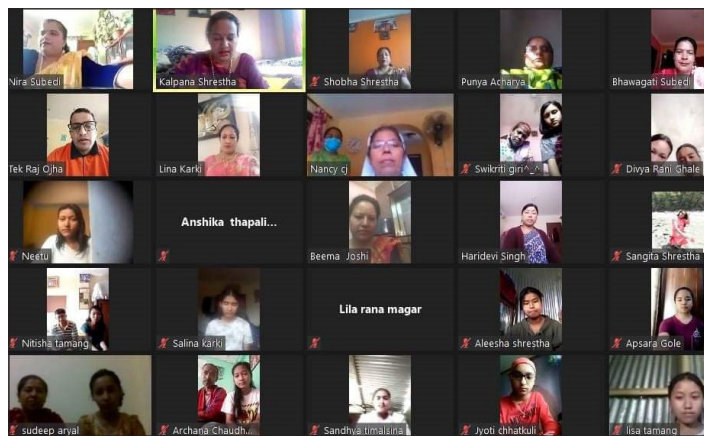 Nira Subedi
Kalpana Shrestha
Shobha Shrestha
Punya Acharya
Bhawagati Subedi
Tek Raj Ojha
Lina Karki
Nancy cj
Swikriti giri^_^
Divya Rani Ghale
Neetu
Anshika thapali...
Beema Joshi
Haridevi Singh
Sangita Shrestha
Nitisha tamang
Salina karki
Lila rana magar
Aleesha shrestha
Apsara Gole
sudeep aryal
Archana Chaudh...
Sandhya timalsina
Jyoti chhatkuli
lisa tamang